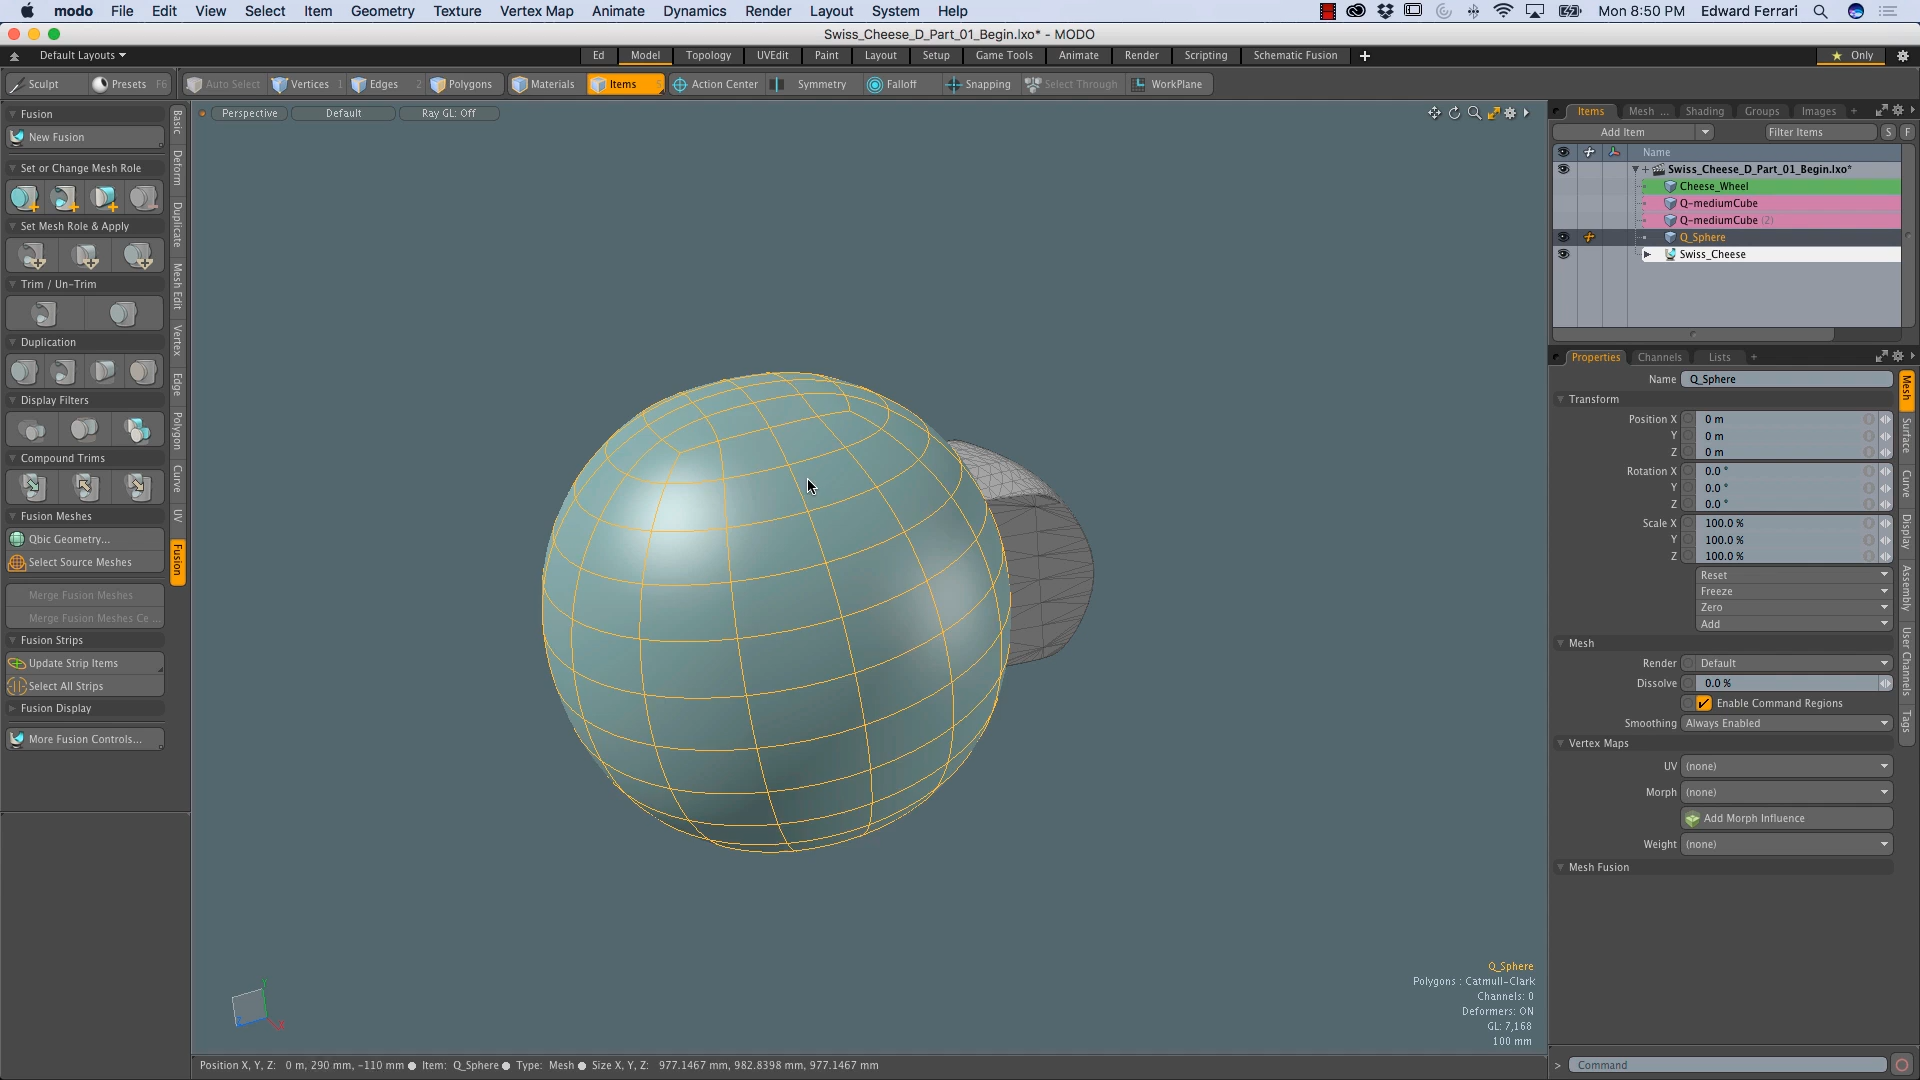 modo File Edit View Select Item Geometry Texture Vertex Map Animate Dynamics Render Layout System Help Mon 8:50 PM Edward Ferrari
Swiss_Cheese_D_Part_01_Begin.lxo* - MODO
Default Layouts Ed Model Topology UVEdit Paint Layout Setup Game Tools Animate Render Scripting Schematic Fusion + ★ Only
Sculpt Presets F6 Auto Select Vertices 1 Edges 2 Polygons Materials Items 5 Action Center Symmetry Falloff Snapping Select Through WorkPlane
Fusion
New Fusion
Set or Change Mesh Role
Set Mesh Role & Apply
Trim / Un-Trim
Duplication
Display Filters
Compound Trims
Fusion Meshes
Qbic Geometry...
Select Source Meshes
Merge Fusion Meshes
Merge Fusion Meshes Ce ...
Fusion Strips
Update Strip Items
Select All Strips
Fusion Display
More Fusion Controls...
Basic
Deform
Duplicate
Mesh Edit
Vertex
Edge
Polygon
Curve
UV
Fusion
Perspective Default Ray GL: Off
Q_Sphere
Polygons : Catmull-Clark
Channels: 0
Deformers: ON
GL: 7,168
100 mm
Position X, Y, Z: 0 m, 290 mm, -110 mm Item: Q_Sphere Type: Mesh Size X, Y, Z: 977.1467 mm, 982.8398 mm, 977.1467 mm
Items Mesh ... Shading Groups Images +
Add Item Filter Items S F
Name
Swiss_Cheese_D_Part_01_Begin.lxo*
Cheese_Wheel
Q-mediumCube
Q-mediumCube (2)
Q_Sphere
Swiss_Cheese
Properties Channels Lists +
Name Q_Sphere
Transform
Position X 0 m
Y 0 m
Z 0 m
Rotation X 0.0 °
Y 0.0 °
Z 0.0 °
Scale X 100.0 %
Y 100.0 %
Z 100.0 %
Reset
Freeze
Zero
Add
Mesh
Render Default
Dissolve 0.0 %
Enable Command Regions
Smoothing Always Enabled
Vertex Maps
UV (none)
Morph (none)
Add Morph Influence
Weight (none)
Mesh Fusion
Mesh
Surface
Curve
Display
Assembly
User Channels
Tags
> Command